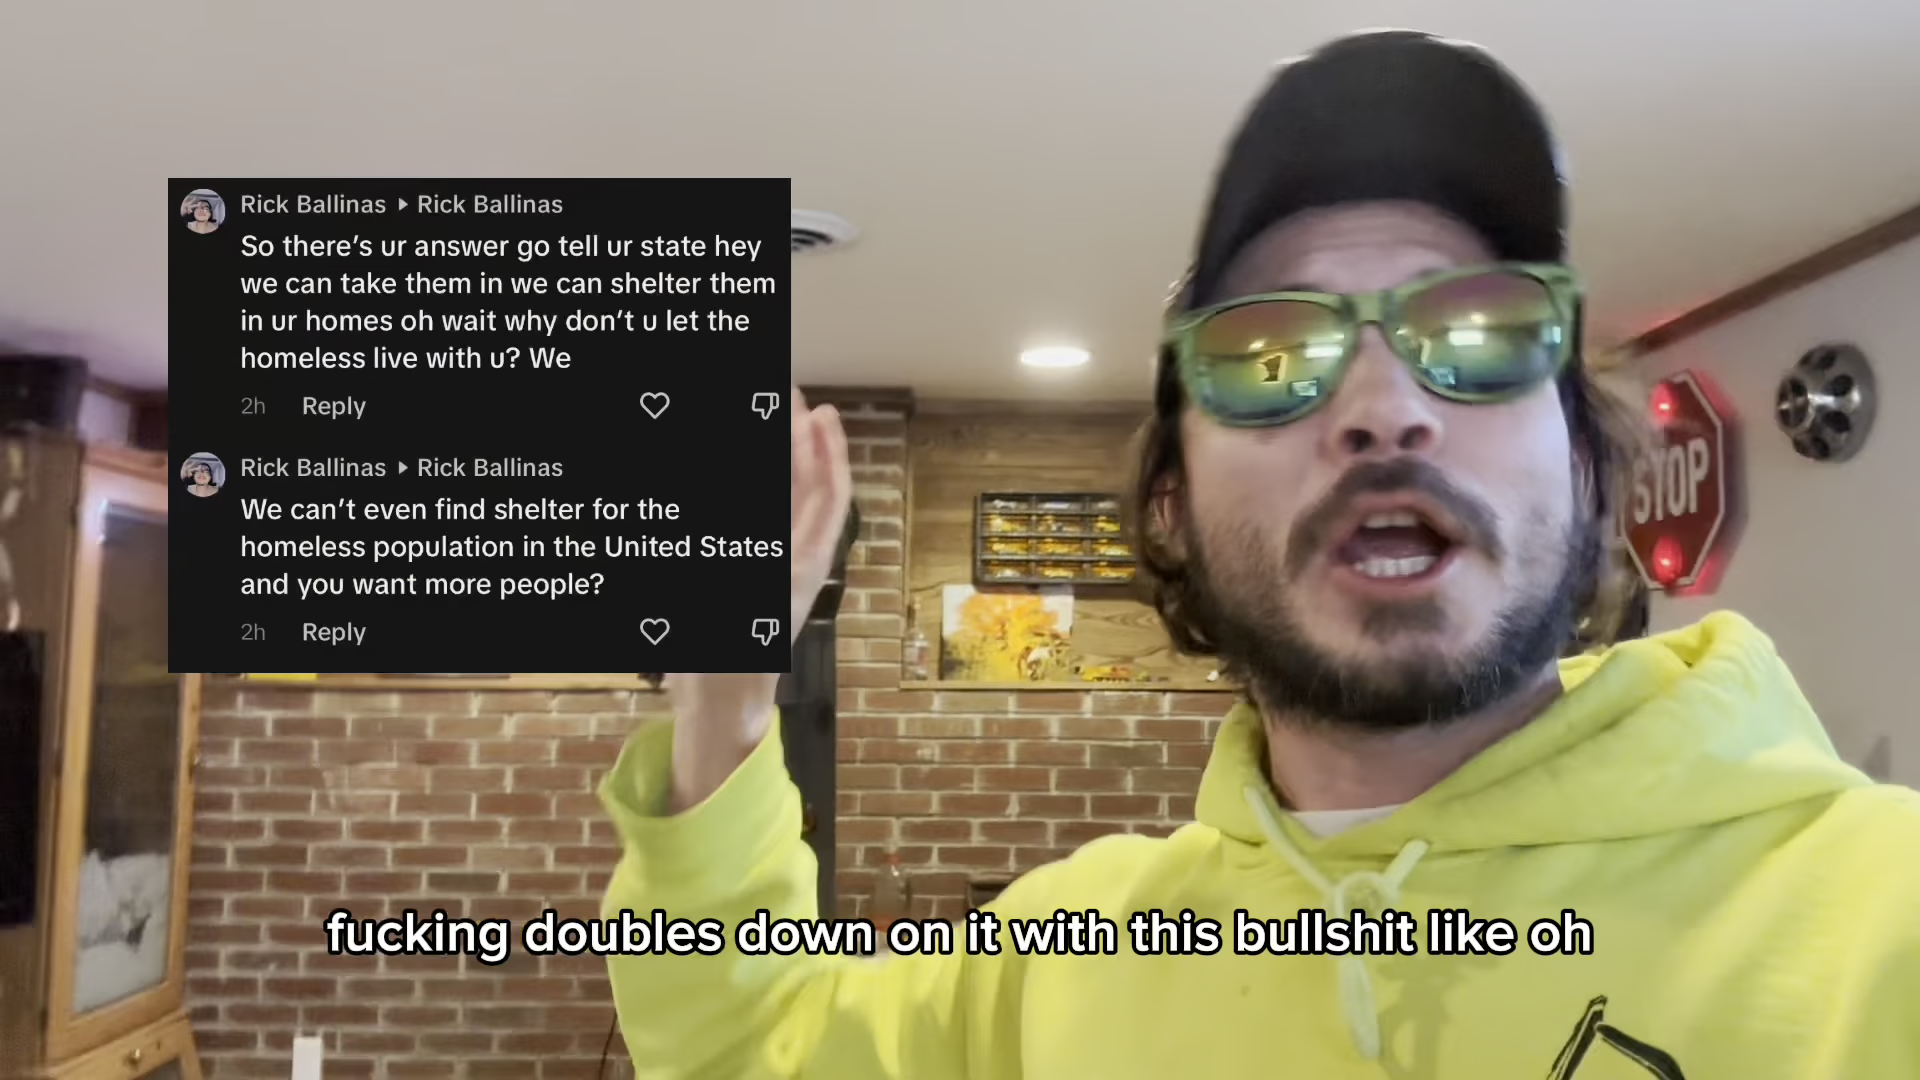 Rick Ballinas ▸ Rick Ballinas
So there's ur answer go tell ur state hey
we can take them in we can shelter them
in ur homes oh wait why don't u let the
homeless live with u? We
2h Reply
Rick Ballinas ▸ Rick Ballinas
We can't even find shelter for the
homeless population in the United States
and you want more people?
2h Reply
STOP
fucking doubles down on it with this bullshit like oh